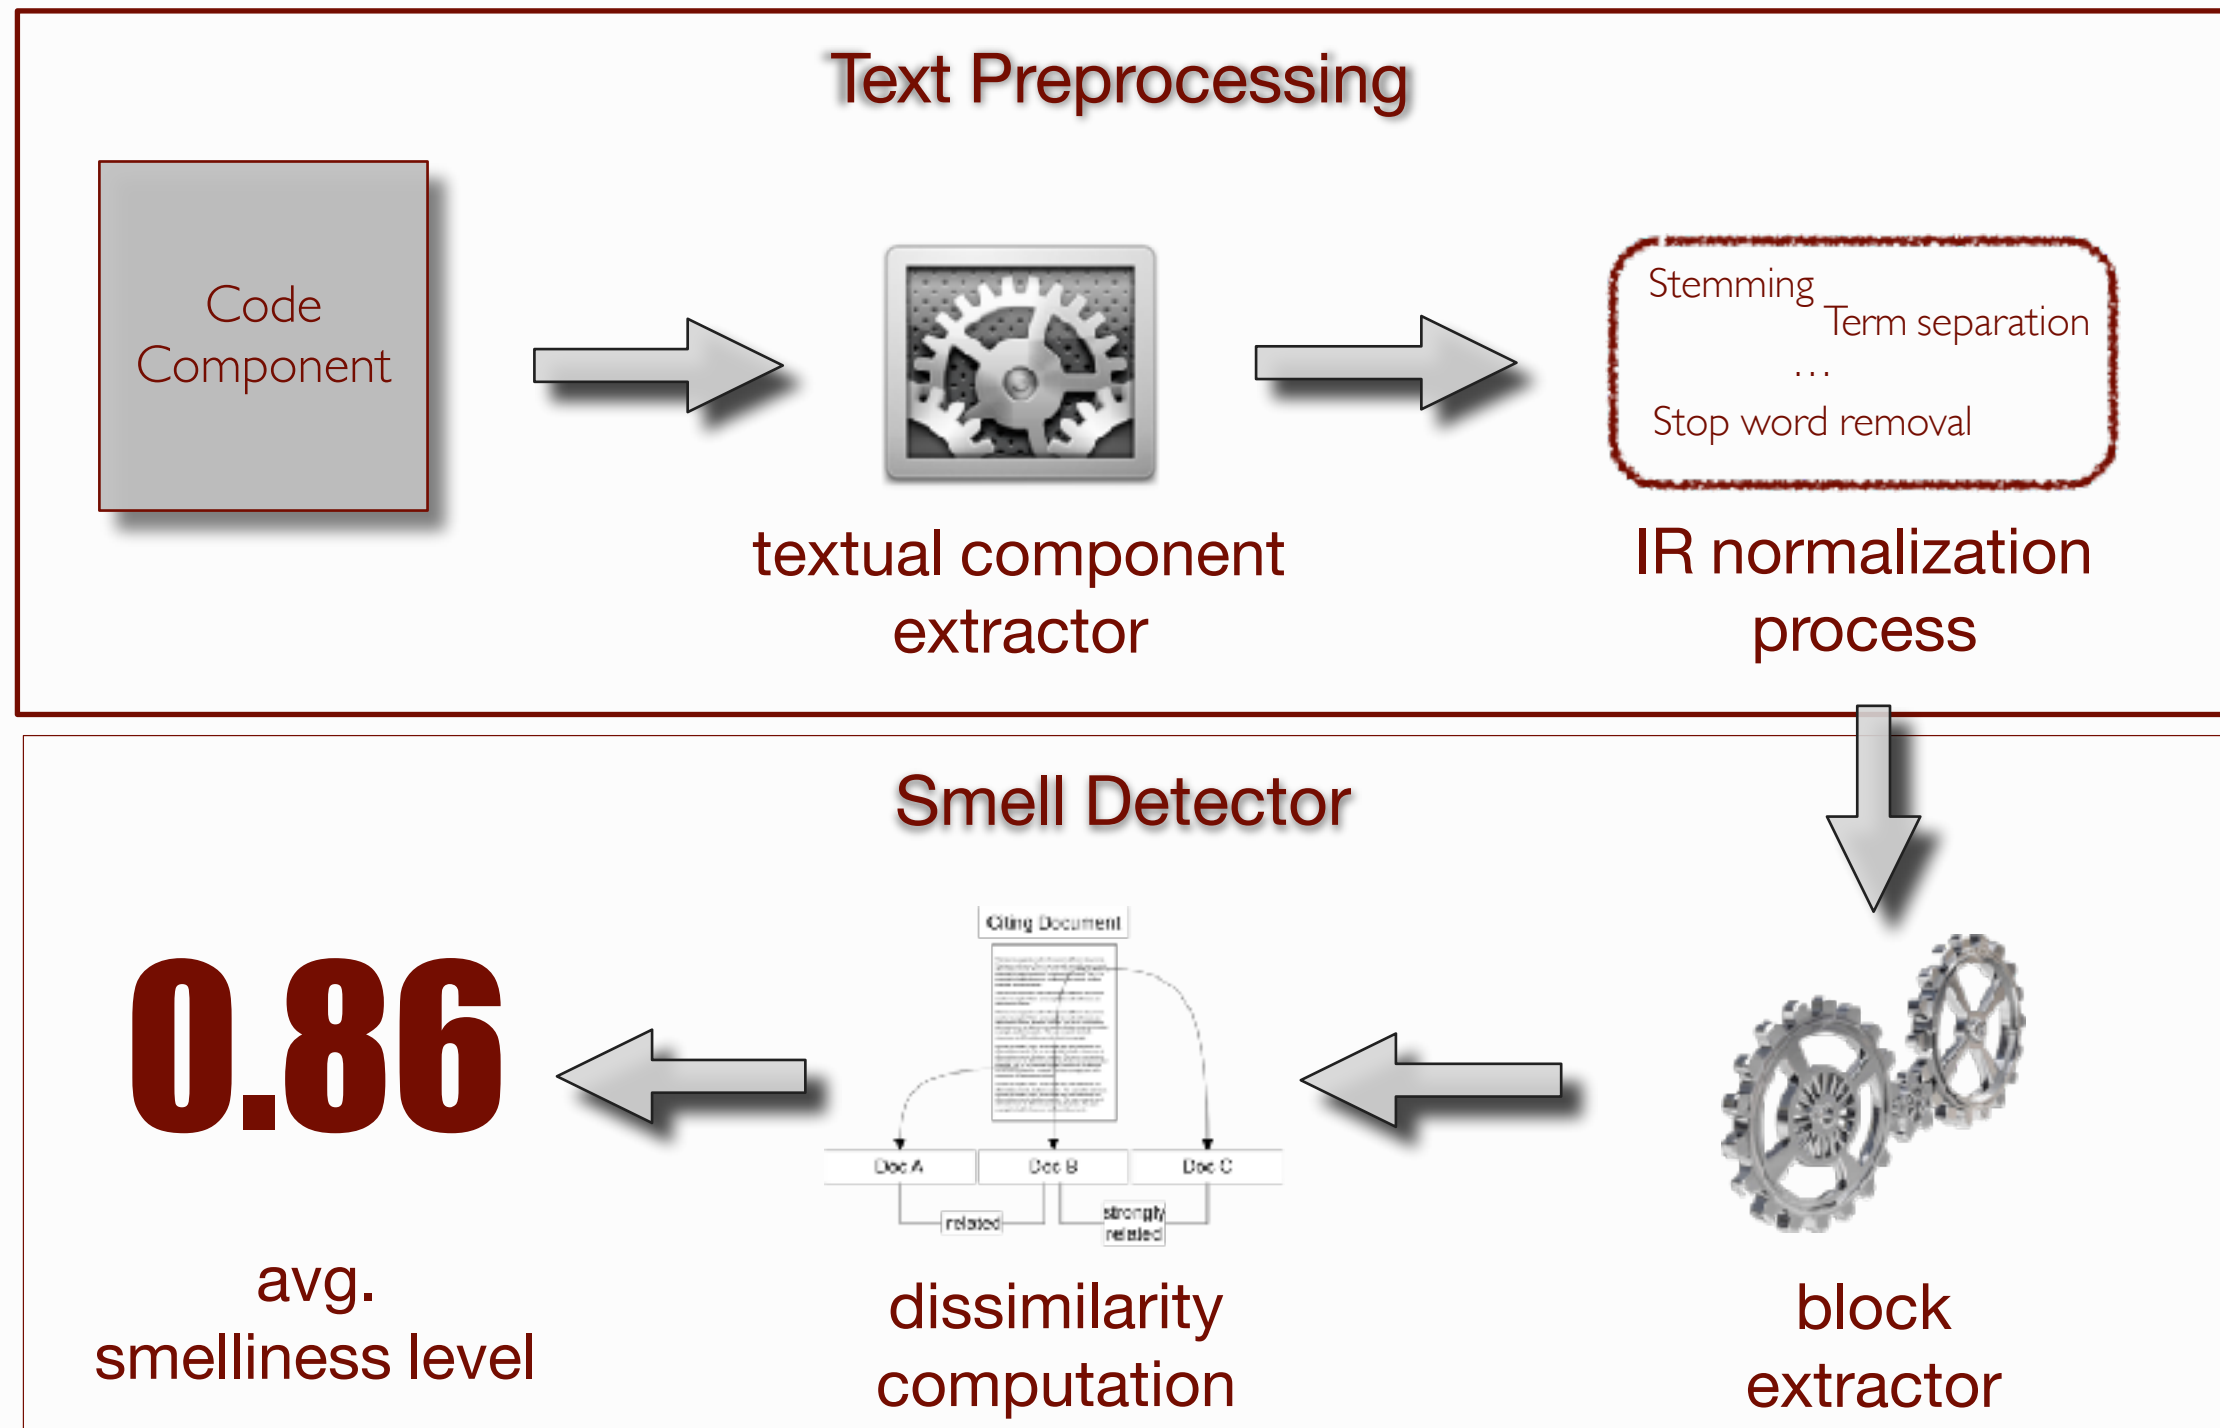 Text Preprocessing
Code
Component
Stemming
Term separation
...
Stop word removal
textual component
extractor
IR normalization
process
Smell Detector
Citing Document
Doc A
Doc B
Doc C
related
strongly
related
0.86
avg.
smelliness level
dissimilarity
computation
block
extractor